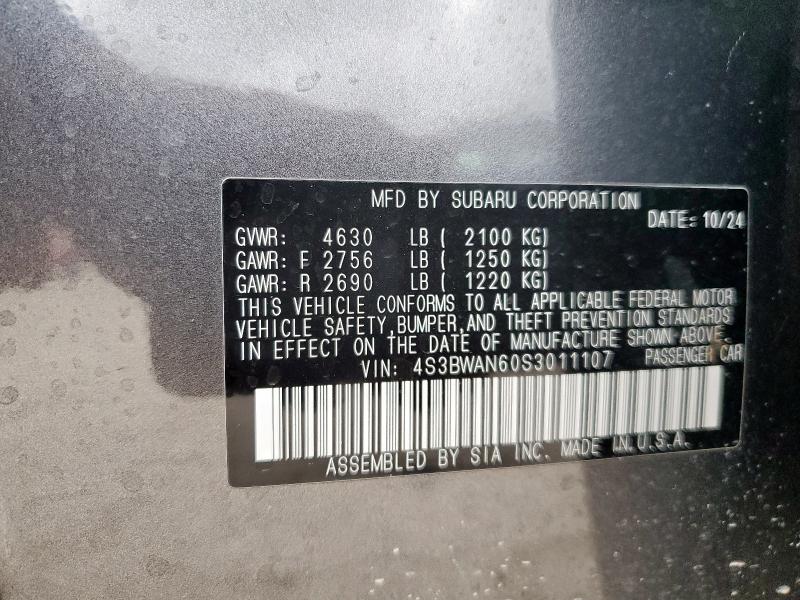 MFD BY SUBARU CORPORATION
DATE: 10/24
GVWR: 4630 LB ( 2100 KG)
GAWR: F 2756 LB ( 1250 KG)
GAWR: R 2690 LB ( 1220 KG)
THIS VEHICLE CONFORMS TO ALL APPLICABLE FEDERAL MOTOR
VEHICLE SAFETY, BUMPER, AND THEFT PREVENTION STANDARDS
IN EFFECT ON THE DATE OF MANUFACTURE SHOWN ABOVE.
VIN: 4S3BWAN60S3011107 PASSENGER CAR
ASSEMBLED BY SIA INC. MADE IN U.S.A.